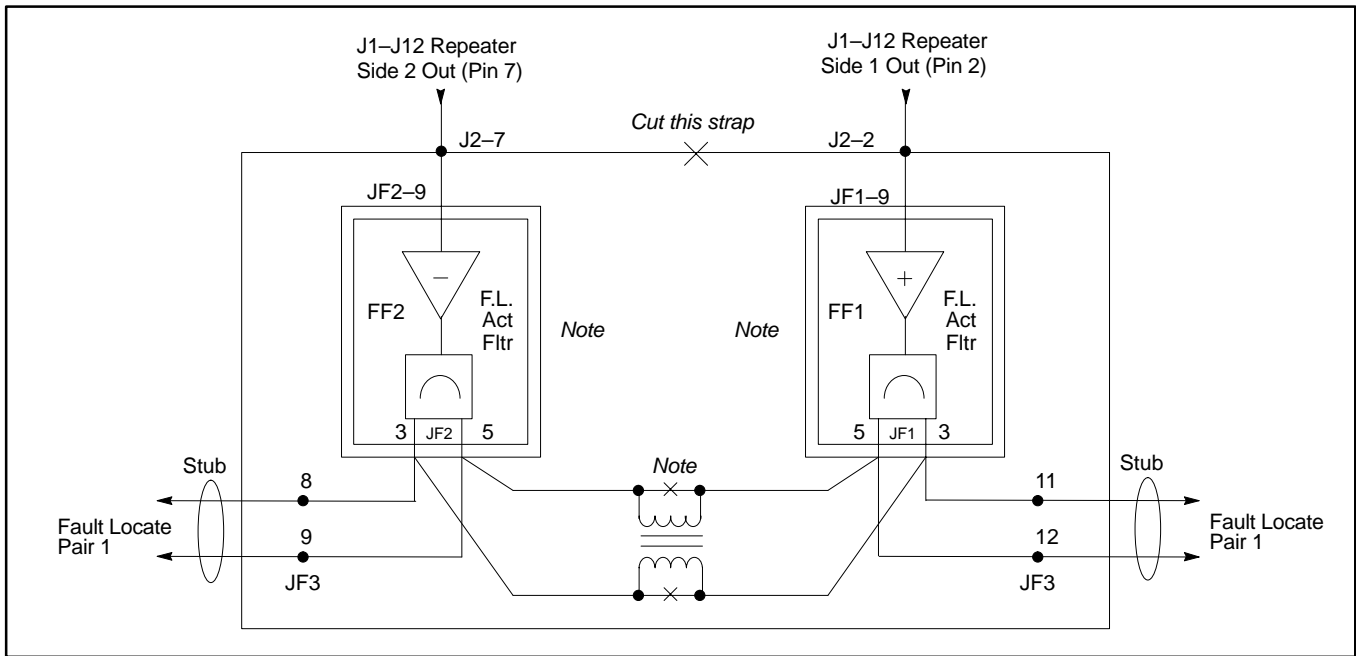 J1–J12 Repeater
Side 2 Out (Pin 7)
J1–J12 Repeater
Side 1 Out (Pin 2)
Cut this strap
J2–7
J2–2
JF2–9
JF1–9
−
+
FF2
F.L.
Act
Fltr
Note
Note
FF1
F.L.
Act
Fltr
3
JF2
5
5
JF1
3
Stub
8
Note
11
Stub
Fault Locate
Pair 1
9
JF3
12
JF3
Fault Locate
Pair 1